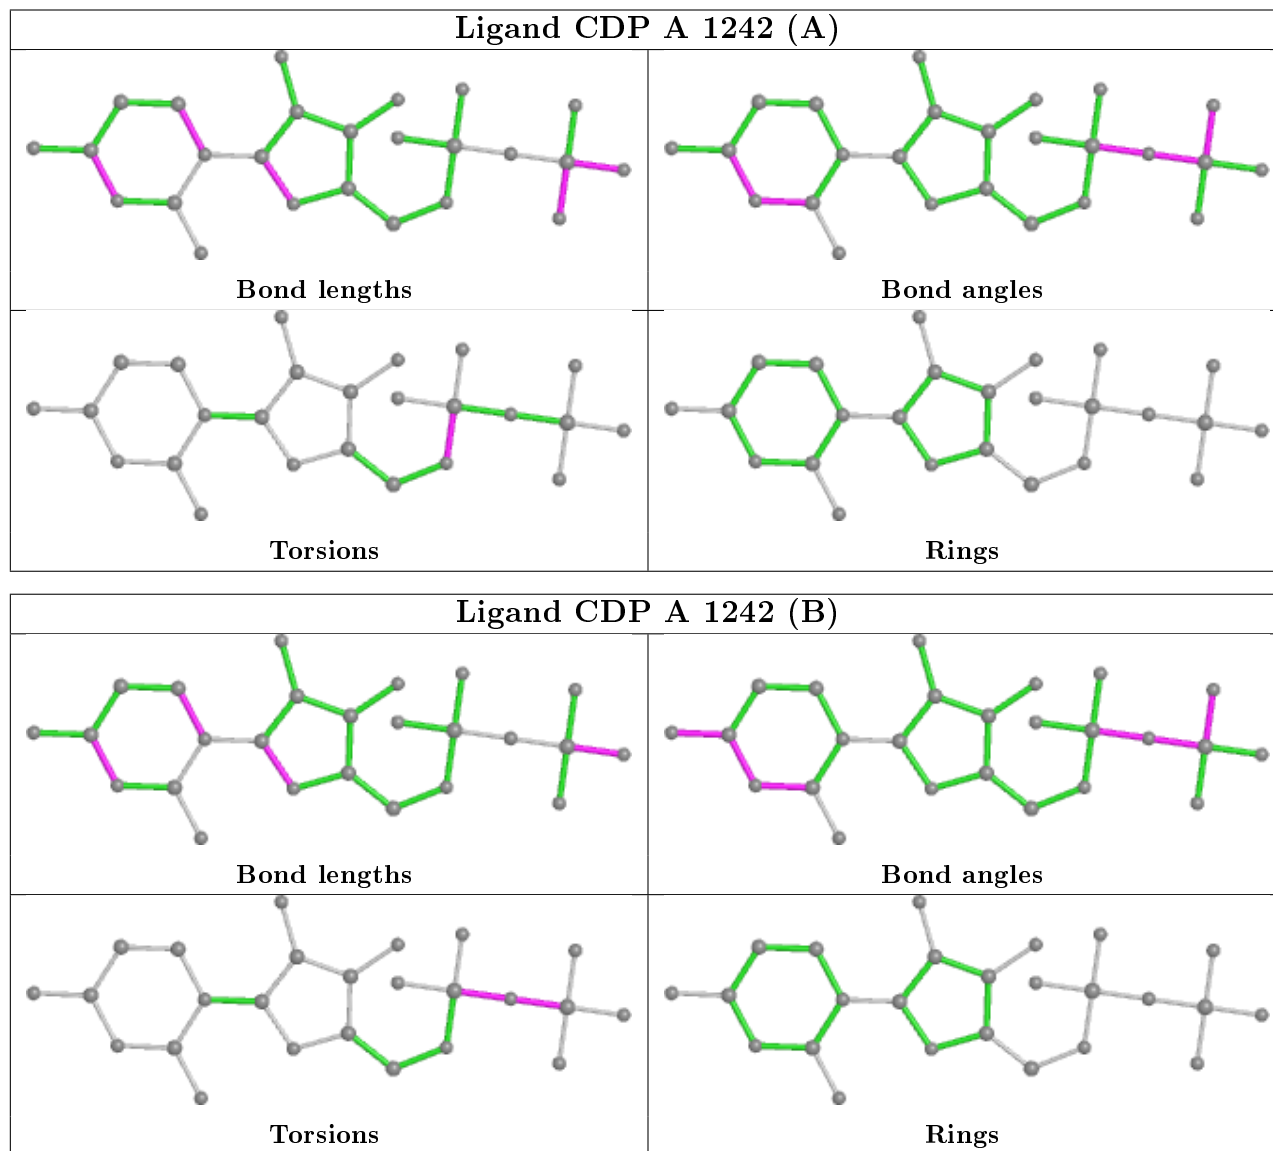 Ligand CDP A 1242 (A)
Bond lengths
Bond angles
Torsions
Rings
Ligand CDP A 1242 (B)
Bond lengths
Bond angles
Torsions
Rings